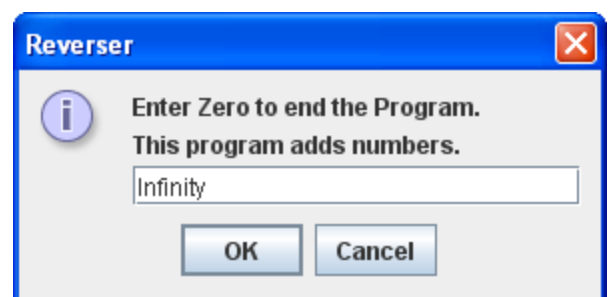 Reverser
Enter Zero to end the Program.
This program adds numbers.
Infinity
OK Cancel